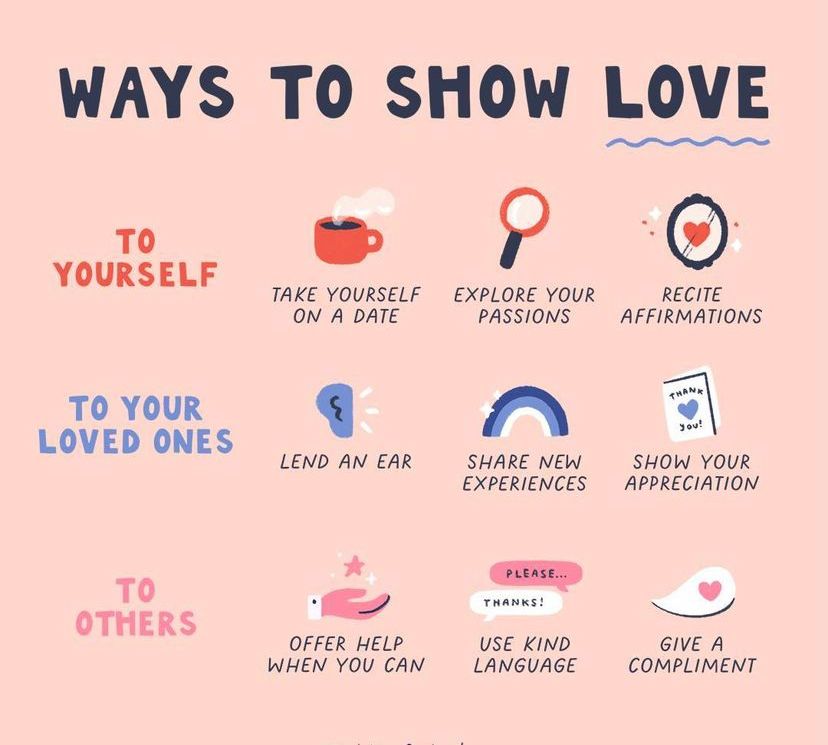 WAYS TO SHOW LOVE
TO
YOURSELF
TAKE YOURSELF
ON A DATE
EXPLORE YOUR
PASSIONS
RECITE
AFFIRMATIONS
TO YOUR
LOVED ONES
LEND AN EAR
SHARE NEW
EXPERIENCES
THANK
YOU!
SHOW YOUR
APPRECIATION
TO
OTHERS
OFFER HELP
WHEN YOU CAN
PLEASE...
THANKS!
USE KIND
LANGUAGE
GIVE A
COMPLIMENT